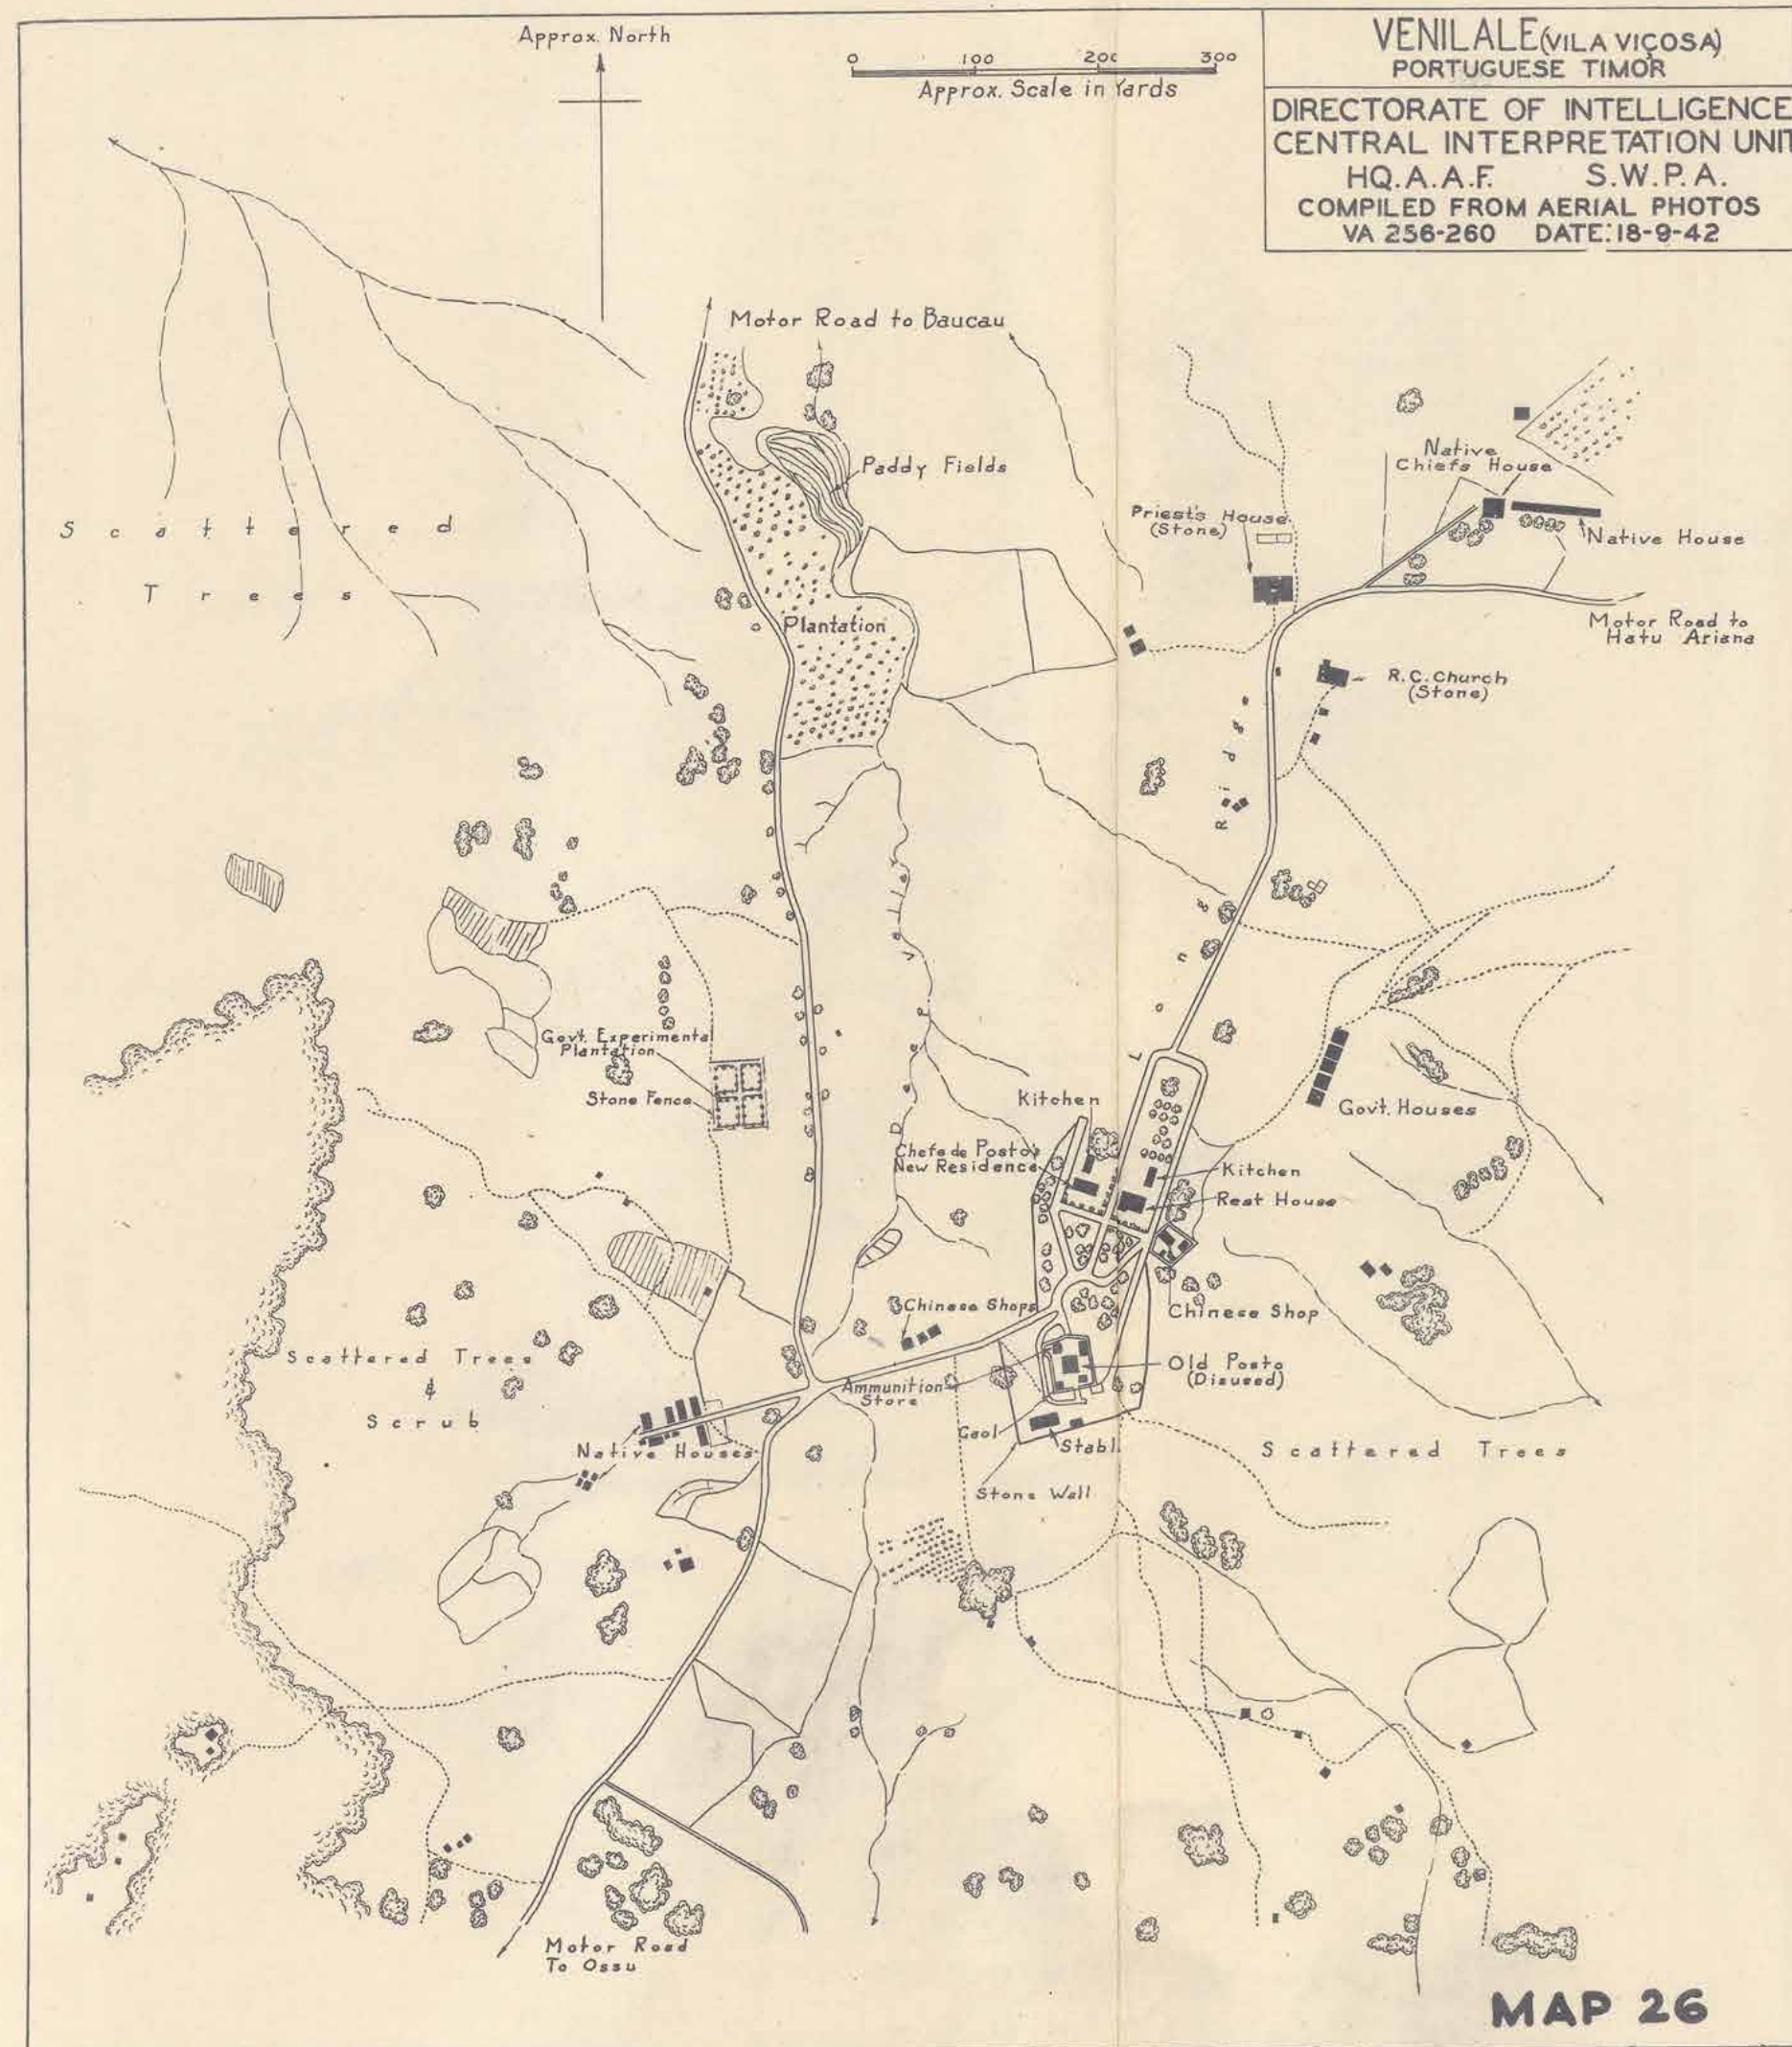 Approx. North
0 100 200 300
Approx. Scale in Yards
VENILALE (VILA VIÇOSA)
PORTUGUESE TIMOR
DIRECTORATE OF INTELLIGENCE
CENTRAL INTERPRETATION UNIT
HQ. A.A.F. S.W.P.A.
COMPILED FROM AERIAL PHOTOS
VA 256-260 DATE: 18-9-42
Motor Road to Baucau
Paddy Fields
Native
Chiefs House
Priest's House
(Stone)
Native House
Scattered
Trees
Plantation
Motor Road to
Hatu Ariana
R.C. Church
(Stone)
Long Ridge
Deep Valley
Govt. Experimental
Plantation
Stone Fence
Kitchen
Govt. Houses
Chefe de Posto's
New Residence
Kitchen
Rest House
Chinese Shops
Chinese Shop
Scattered Trees
&
Scrub
Old Posto
(Disused)
Ammunition
Store
Gaol
Stabl.
Native Houses
Scattered Trees
Stone Wall
Motor Road
To Ossu
MAP 26